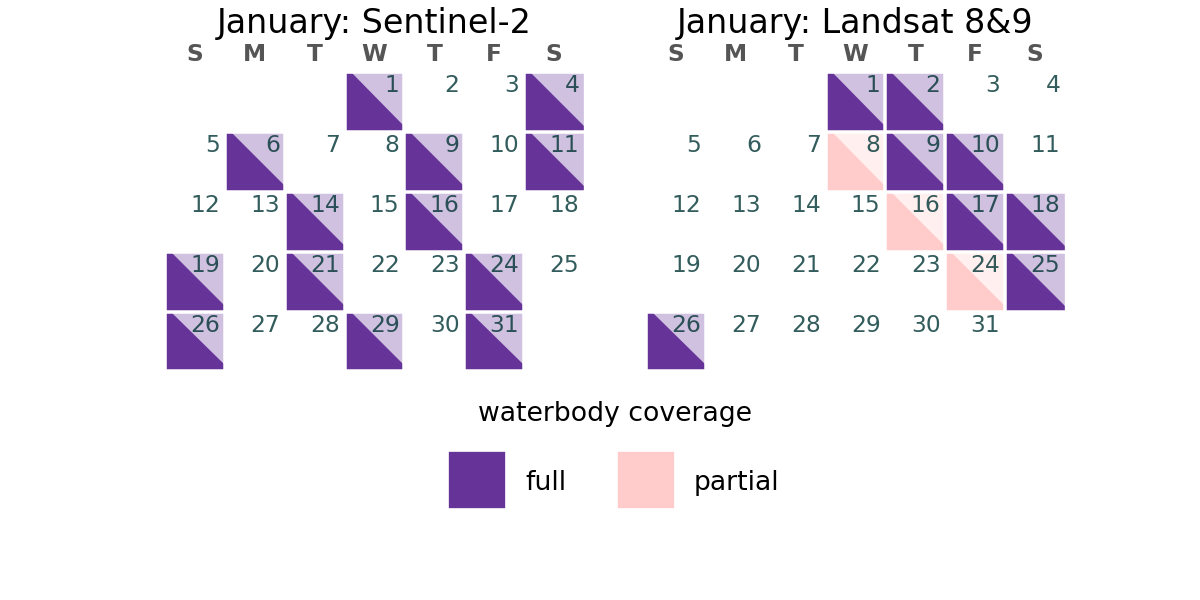 January: Sentinel-2
S M T W T F S
1 2 3 4
5 6 7 8 9 10 11
12 13 14 15 16 17 18
19 20 21 22 23 24 25
26 27 28 29 30 31
January: Landsat 8&9
S M T W T F S
1 2 3 4
5 6 7 8 9 10 11
12 13 14 15 16 17 18
19 20 21 22 23 24 25
26 27 28 29 30 31
waterbody coverage
full partial